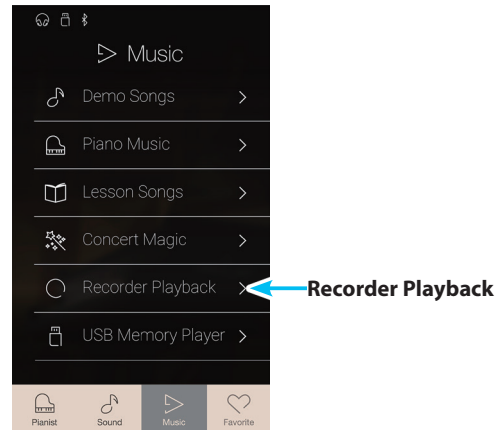 Music
Demo Songs
Piano Music
Lesson Songs
Concert Magic
Recorder Playback
Recorder Playback
USB Memory Player
Pianist Sound Music Favorite